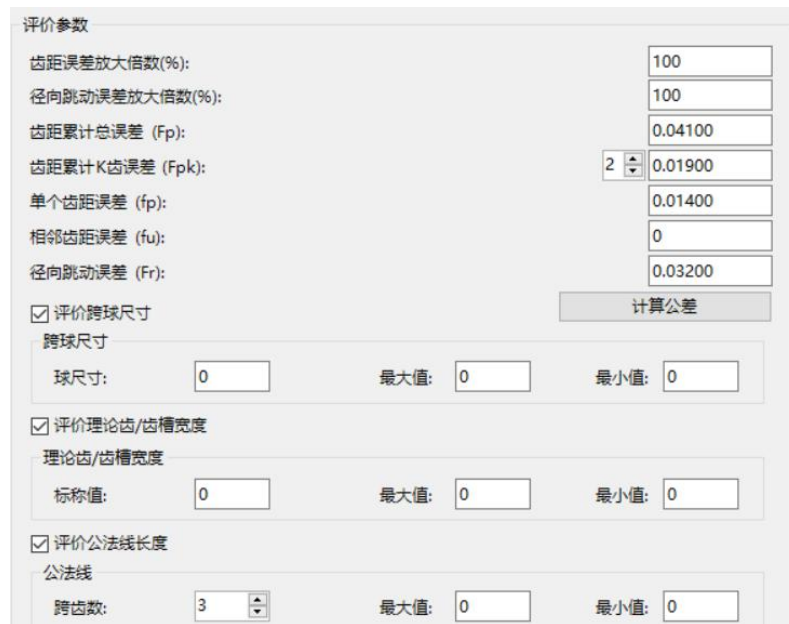 评价参数
齿距误差放大倍数(%): 100
径向跳动误差放大倍数(%): 100
齿距累计总误差 (Fp): 0.04100
齿距累计K齿误差 (Fpk): 2 0.01900
单个齿距误差 (fp): 0.01400
相邻齿距误差 (fu): 0
径向跳动误差 (Fr): 0.03200
评价跨球尺寸 计算公差
跨球尺寸
球尺寸: 0 最大值: 0 最小值: 0
评价理论齿/齿槽宽度
理论齿/齿槽宽度
标称值: 0 最大值: 0 最小值: 0
评价公法线长度
公法线
跨齿数: 3 最大值: 0 最小值: 0